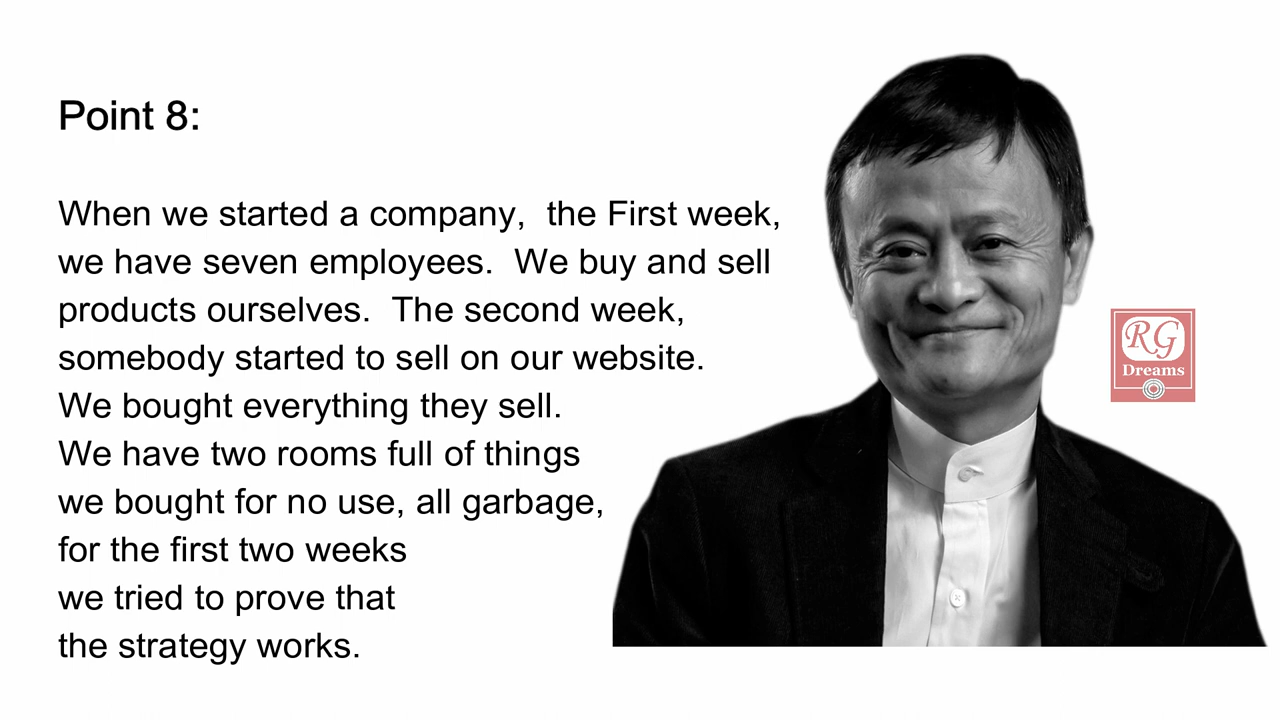 Point 8:
When we started a company,  the First week,
we have seven employees.  We buy and sell
products ourselves.  The second week,
somebody started to sell on our website.
We bought everything they sell.
We have two rooms full of things
we bought for no use, all garbage,
for the first two weeks
we tried to prove that
the strategy works.
RG
Dreams